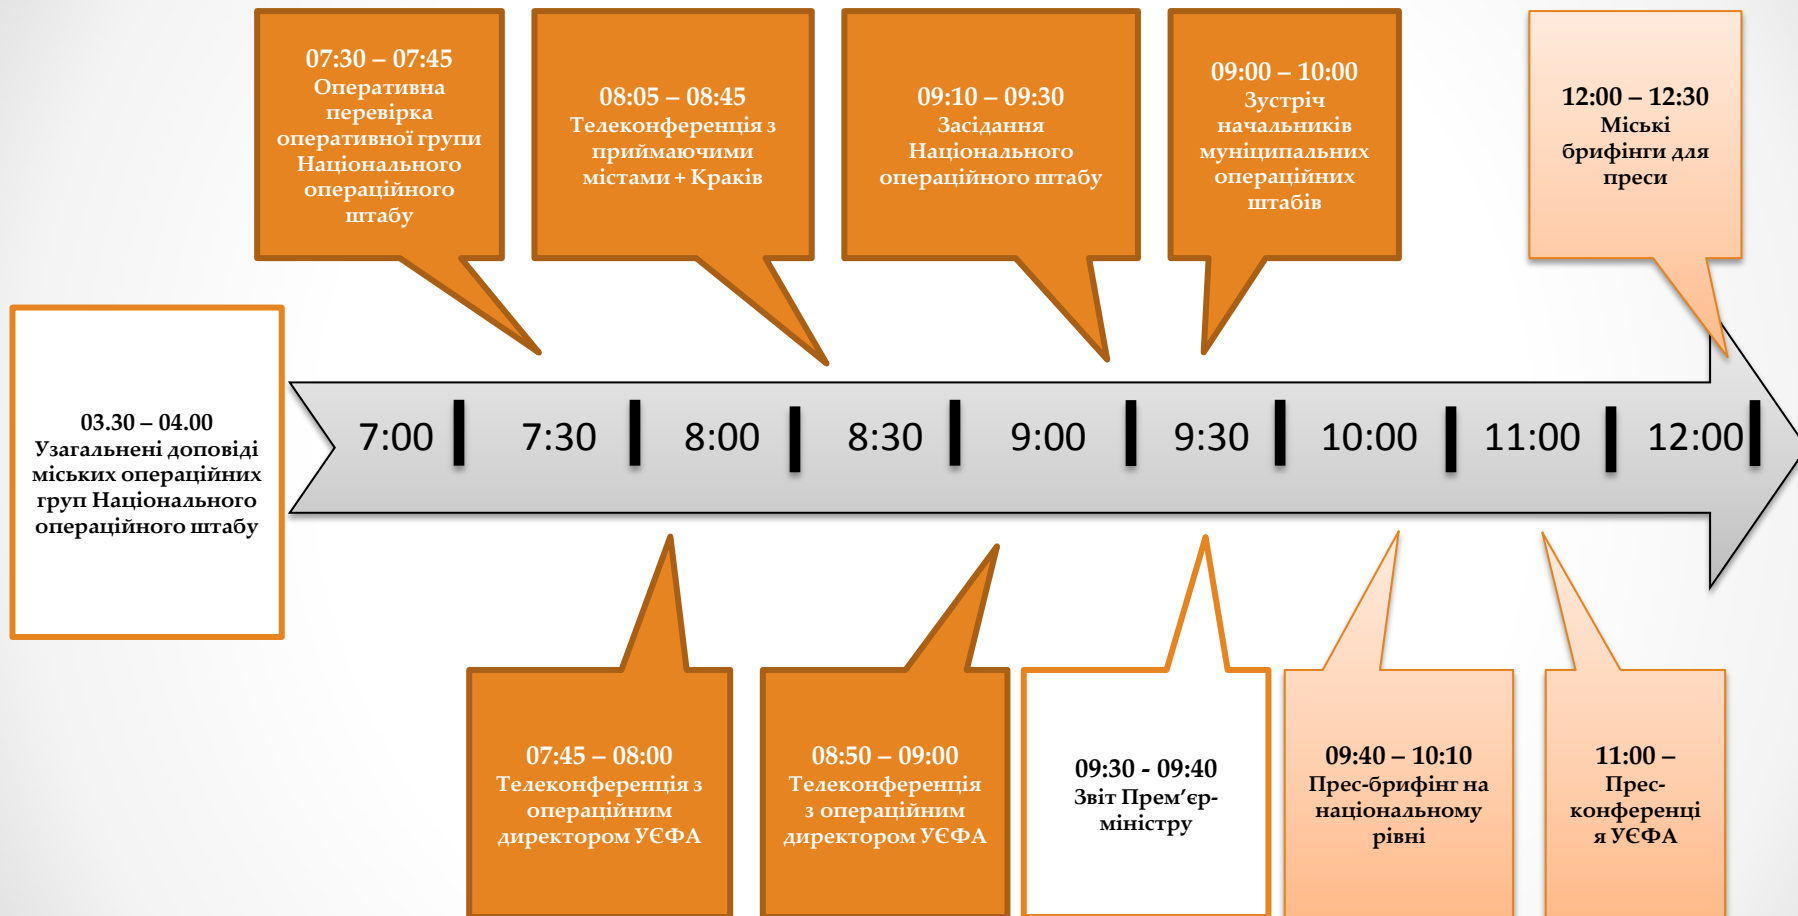 07:30 – 07:45
Оперативна
перевірка
оперативної групи
Національного
операційного
штабу
08:05 – 08:45
Телеконференція з
приймаючими
містами + Краків
09:10 – 09:30
Засідання
Національного
операційного штабу
09:00 – 10:00
Зустріч
начальників
муніципальних
операційних
штабів
12:00 – 12:30
Міські
брифінги для
преси
03.30 – 04.00
Узагальнені доповіді
міських операційних
груп Національного
операційного штабу
7:00
7:30
8:00
8:30
9:00
9:30
10:00
11:00
12:00
07:45 – 08:00
Телеконференція з
операційним
директором УЄФА
08:50 – 09:00
Телеконференція
з операційним
директором УЄФА
09:30 - 09:40
Звіт Прем’єр-
міністру
09:40 – 10:10
Прес-брифінг на
національному
рівні
11:00 –
Прес-
конференці
я УЄФА